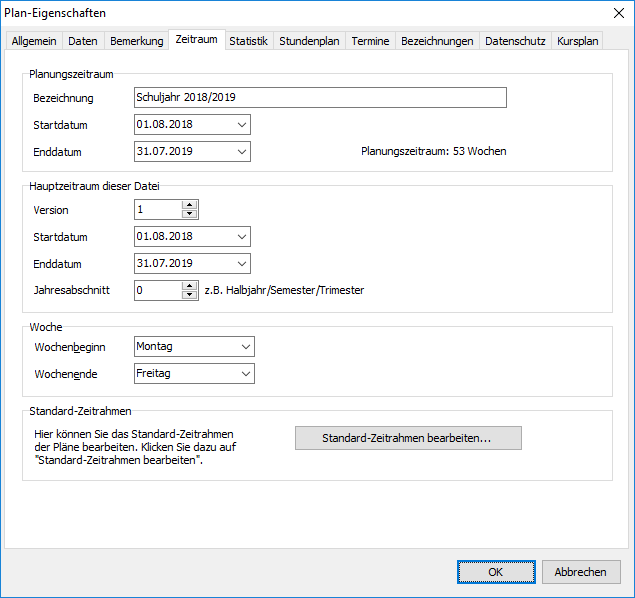 Plan-Eigenschaften
Allgemein Daten Bemerkung Zeitraum Statistik Stundenplan Termine Bezeichnungen Datenschutz Kursplan
Planungszeitraum
Bezeichnung Schuljahr 2018/2019
Startdatum 01.08.2018
Enddatum 31.07.2019 Planungszeitraum: 53 Wochen
Hauptzeitraum dieser Datei
Version 1
Startdatum 01.08.2018
Enddatum 31.07.2019
Jahresabschnitt 0 z.B. Halbjahr/Semester/Trimester
Woche
Wochenbeginn Montag
Wochenende Freitag
Standard-Zeitrahmen
Hier können Sie das Standard-Zeitrahmen
der Pläne bearbeiten. Klicken Sie dazu auf
"Standard-Zeitrahmen bearbeiten".
Standard-Zeitrahmen bearbeiten...
OK Abbrechen